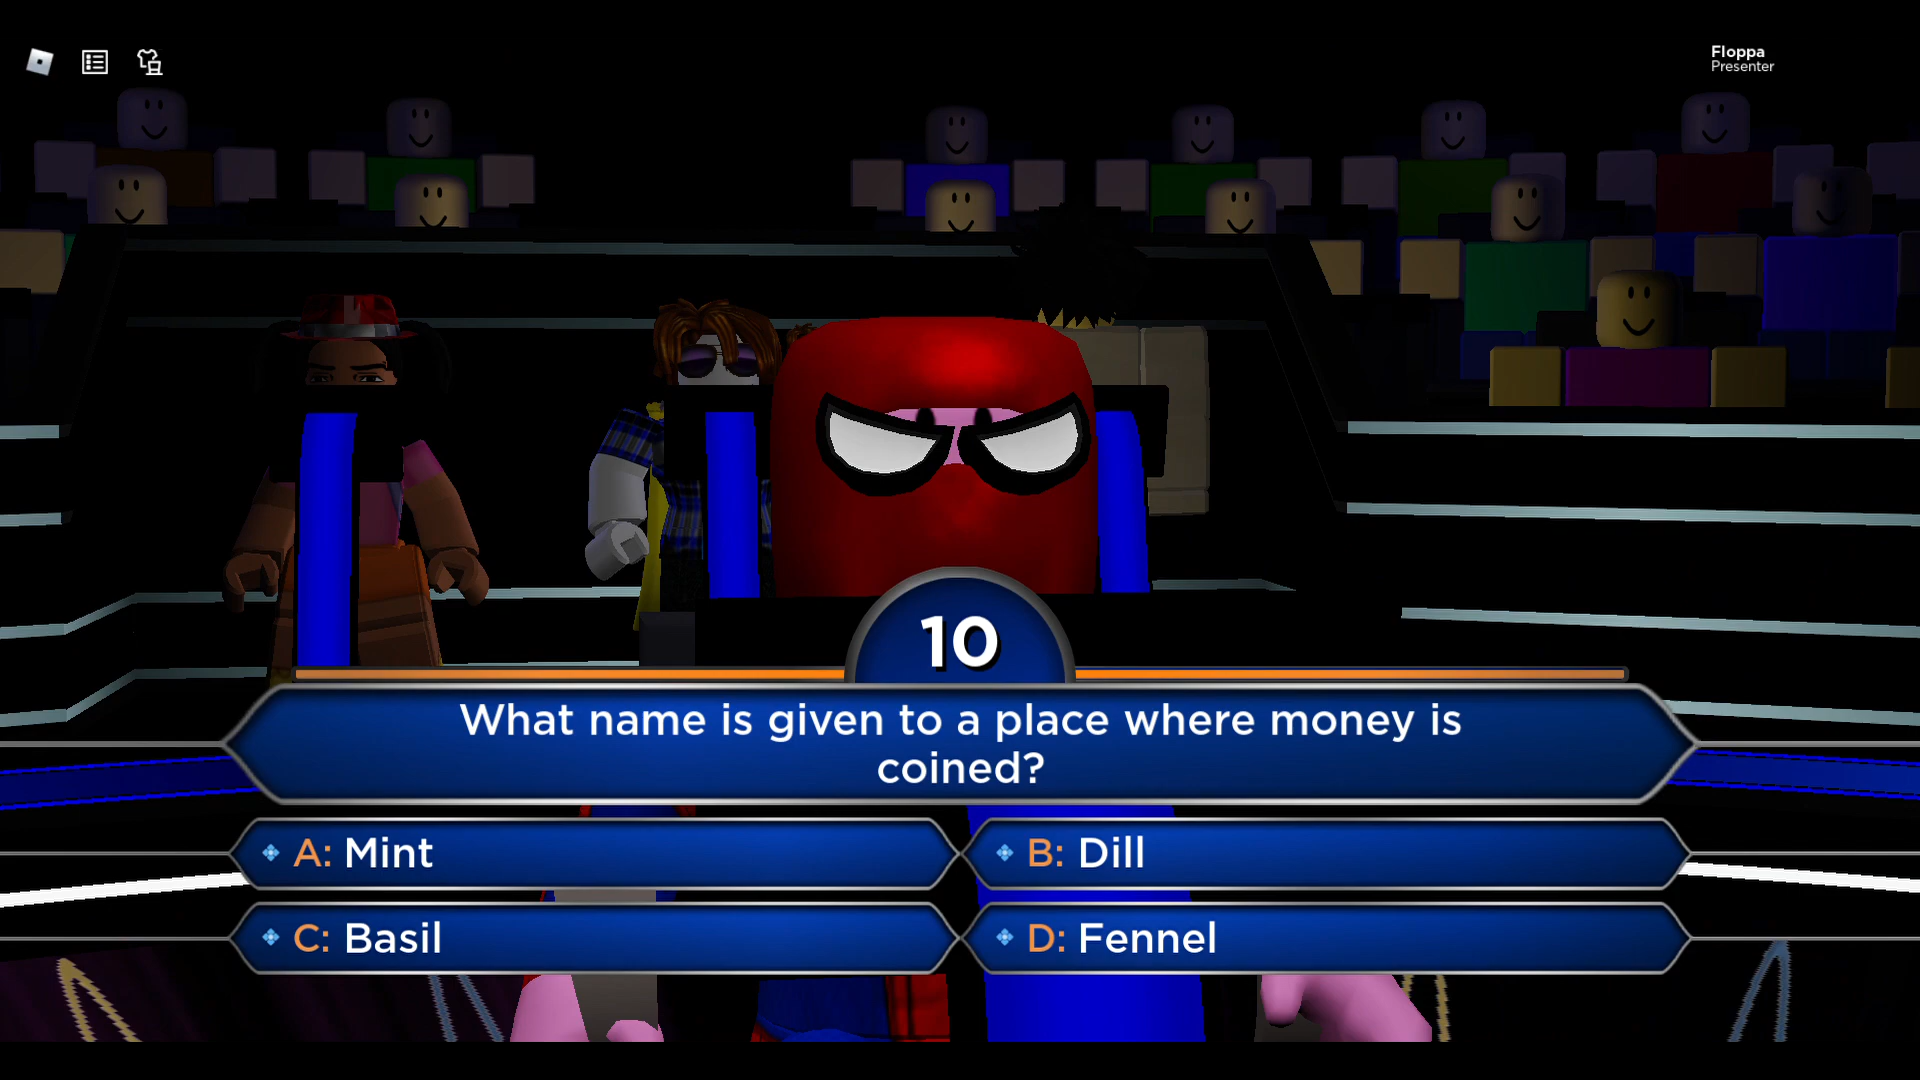 Floppa
Presenter
10
What name is given to a place where money is
coined?
A: Mint
B: Dill
C: Basil
D: Fennel